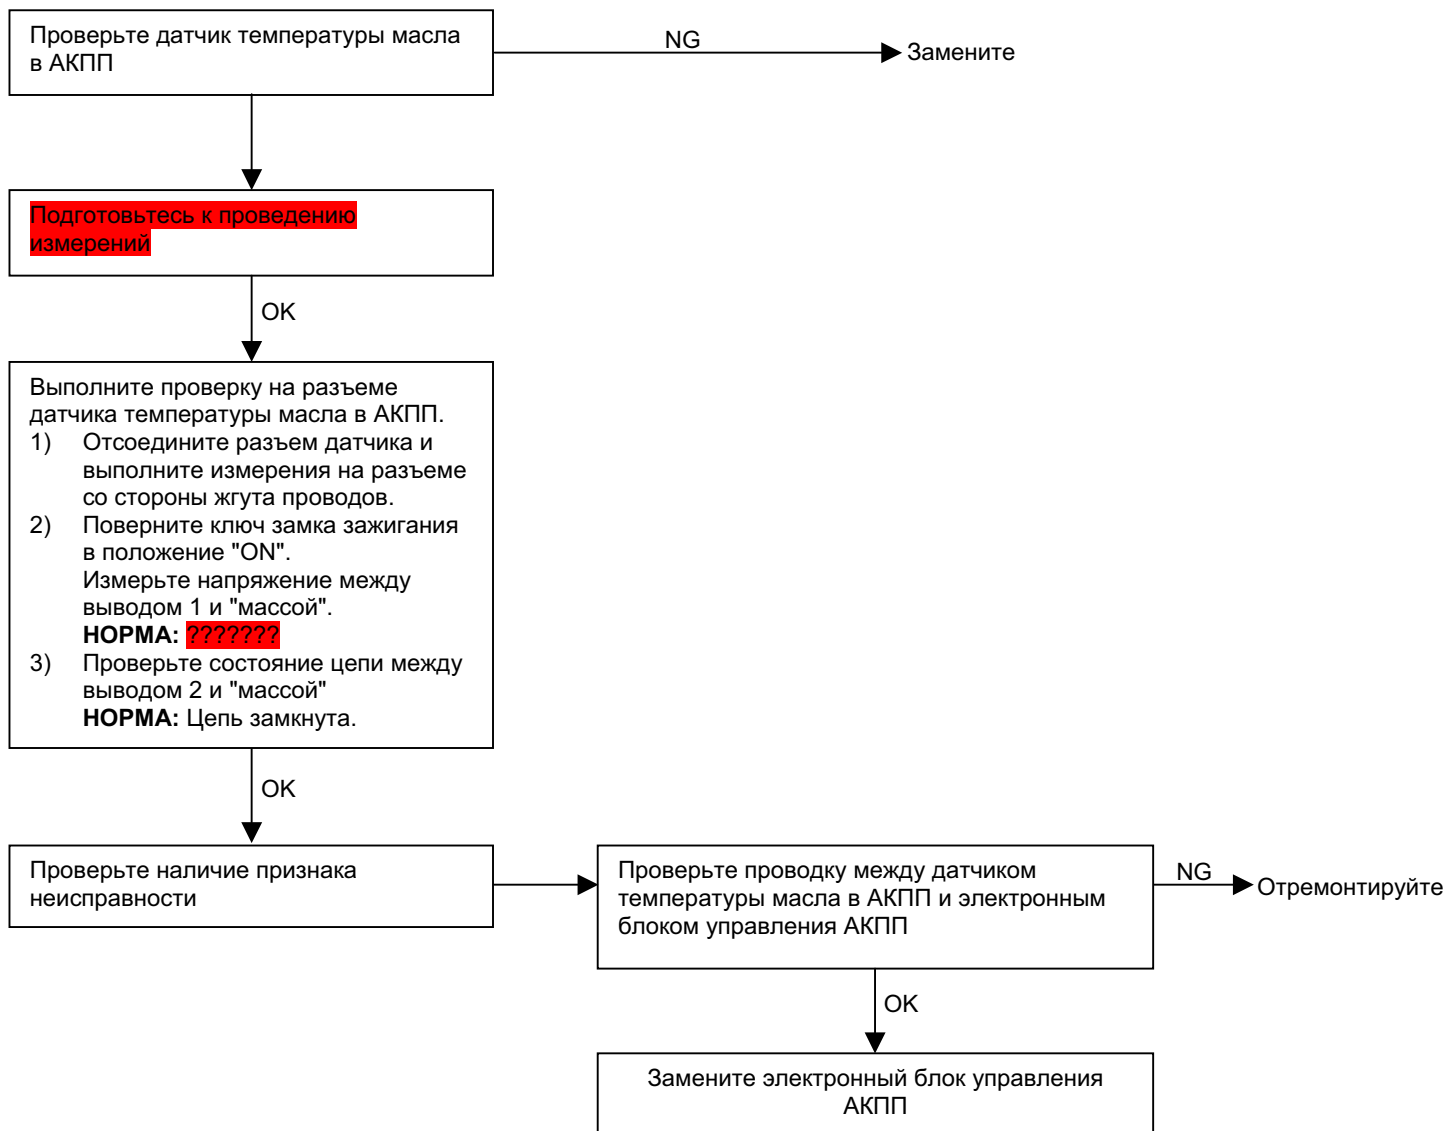 Проверьте датчик температуры масла
в АКПП
NG
Замените
Подготовьтесь к проведению
измерений
OK
Выполните проверку на разъеме
датчика температуры масла в АКПП.
1) Отсоедините разъем датчика и
выполните измерения на разъеме
со стороны жгута проводов.
2) Поверните ключ замка зажигания
в положение "ON".
Измерьте напряжение между
выводом 1 и "массой".
НОРМА: ???????
3) Проверьте состояние цепи между
выводом 2 и "массой"
НОРМА: Цепь замкнута.
OK
Проверьте наличие признака
неисправности
Проверьте проводку между датчиком
температуры масла в АКПП и электронным
блоком управления АКПП
NG
Отремонтируйте
OK
Замените электронный блок управления
АКПП